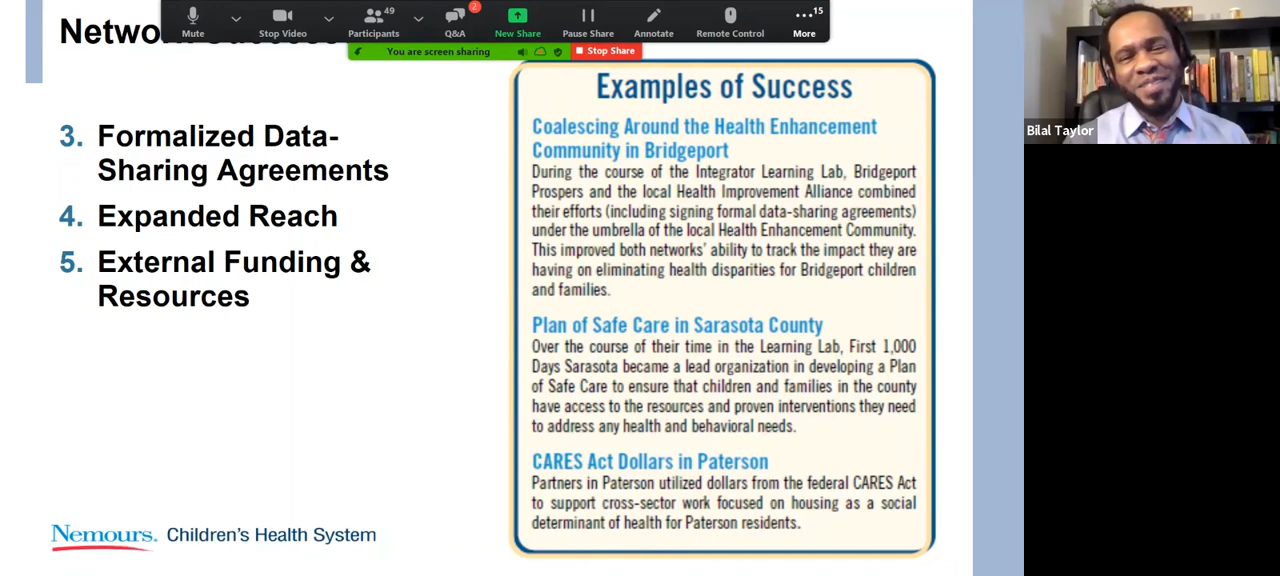 49
2
15
Mute
Stop Video
Participants
Q&A
New Share
Pause Share
Annotate
Remote Control
More
You are screen sharing
Stop Share
3. Formalized Data-
Sharing Agreements
4. Expanded Reach
5. External Funding &
Resources
Examples of Success
Coalescing Around the Health Enhancement
Community in Bridgeport
During the course of the Integrator Learning Lab, Bridgeport
Prospers and the local Health Improvement Alliance combined
their efforts (including signing formal data-sharing agreements)
under the umbrella of the local Health Enhancement Community.
This improved both networks' ability to track the impact they are
having on eliminating health disparities for Bridgeport children
and families.
Plan of Safe Care in Sarasota County
Over the course of their time in the Learning Lab, First 1,000
Days Sarasota became a lead organization in developing a Plan
of Safe Care to ensure that children and families in the county
have access to the resources and proven interventions they need
to address any health and behavioral needs.
CARES Act Dollars in Paterson
Partners in Paterson utilized dollars from the federal CARES Act
to support cross-sector work focused on housing as a social
determinant of health for Paterson residents.
Nemours. Children's Health System
Bilal Taylor